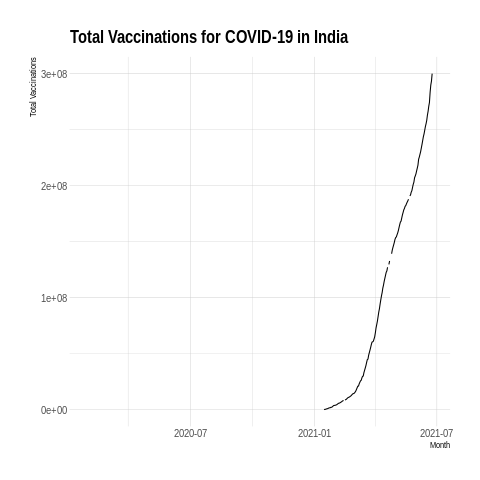 Total Vaccinations for COVID-19 in India
Total Vaccinations
3e+08
2e+08
1e+08
0e+00
2020-07
2021-01
2021-07
Month